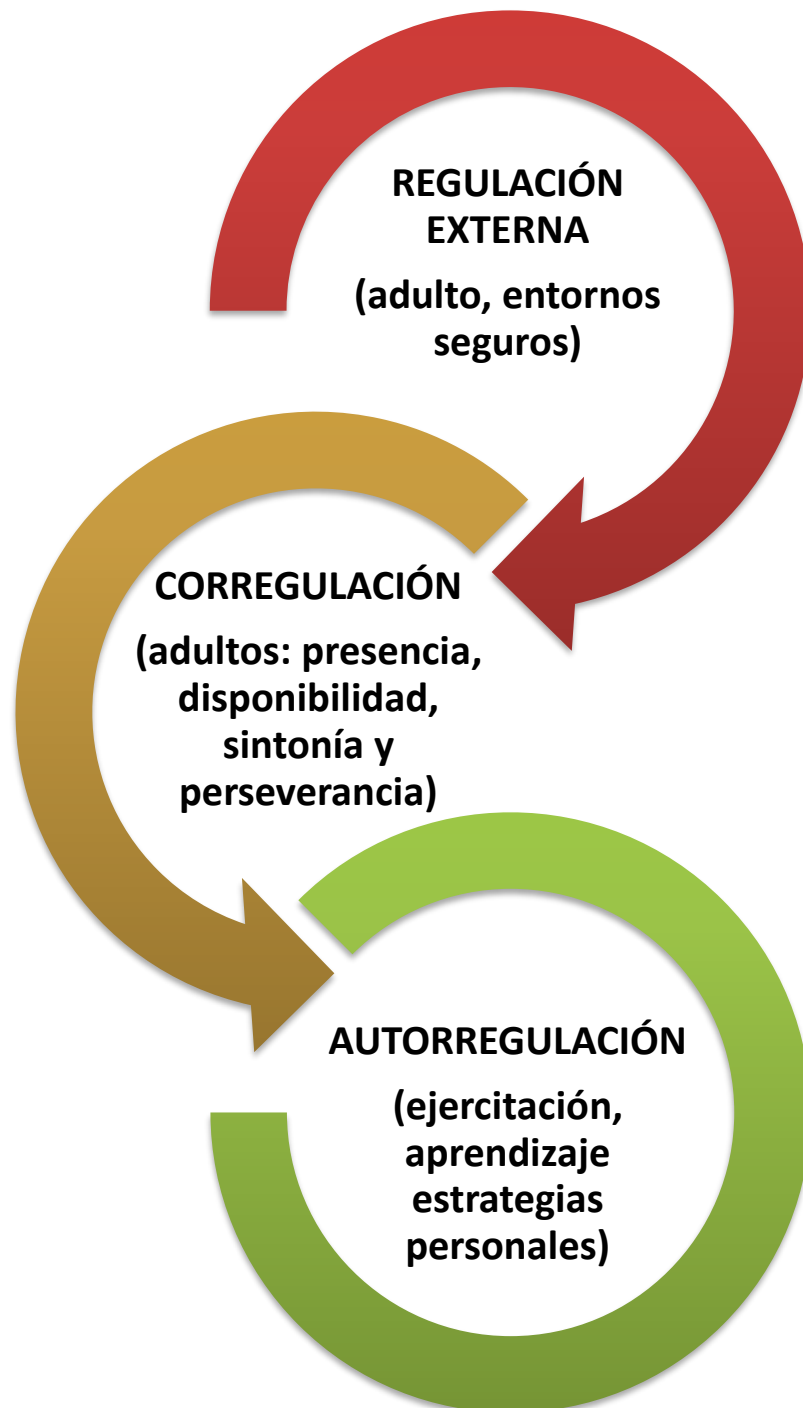 REGULACIÓN
EXTERNA
(adulto, entornos
seguros)
CORREGULACIÓN
(adultos: presencia,
disponibilidad,
sintonía y
perseverancia)
AUTORREGULACIÓN
(ejercitación,
aprendizaje
estrategias
personales)